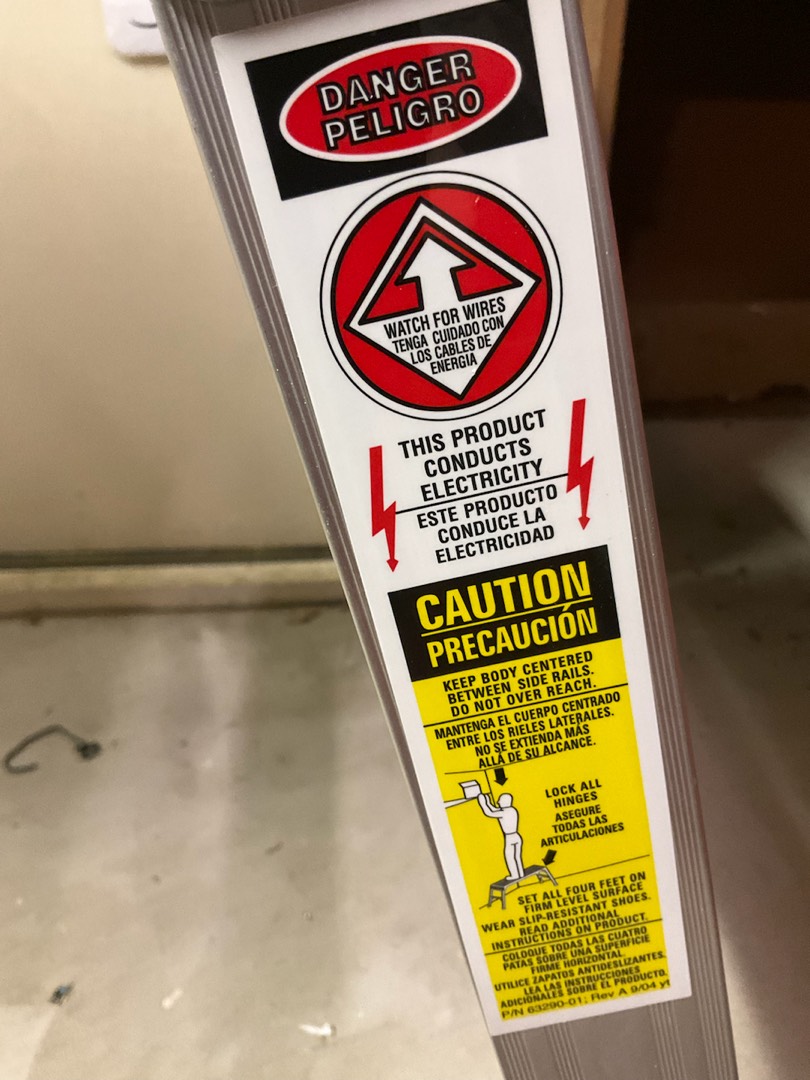 DANGER
PELIGRO
WATCH FOR WIRES
TENGA CUIDADO CON
LOS CABLES DE
ENERGIA
THIS PRODUCT
CONDUCTS
ELECTRICITY
ESTE PRODUCTO
CONDUCE LA
ELECTRICIDAD
CAUTION
PRECAUCIÓN
KEEP BODY CENTERED
BETWEEN SIDE RAILS.
DO NOT OVER REACH.
MANTENGA EL CUERPO CENTRADO
ENTRE LOS RIELES LATERALES.
NO SE EXTIENDA MÁS
ALLÁ DE SU ALCANCE.
LOCK ALL
HINGES
ASEGURE
TODAS LAS
ARTICULACIONES
SET ALL FOUR FEET ON
FIRM LEVEL SURFACE
WEAR SLIP-RESISTANT SHOES.
READ ADDITIONAL
INSTRUCTIONS ON PRODUCT.
COLOQUE TODAS LAS CUATRO
PATAS SOBRE UNA SUPERFICIE
FIRME HORIZONTAL.
UTILICE ZAPATOS ANTIDESLIZANTES.
LEA LAS INSTRUCCIONES
ADICIONALES SOBRE EL PRODUCTO.
P/N 63290-01; Rev A 9/04 yt